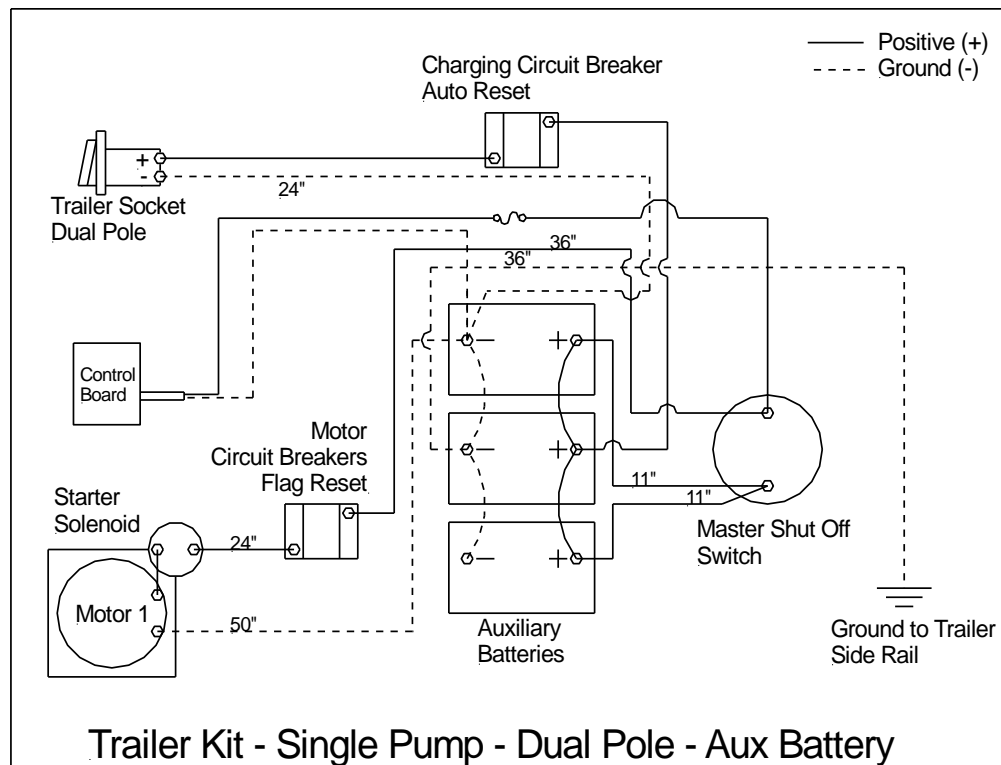 Positive (+)
Ground (-)
Charging Circuit Breaker
Auto Reset
+
-
24"
Trailer Socket
Dual Pole
36"
36"
Control
Board
− +
− +
− +
Motor
Circuit Breakers
Flag Reset
11"
11"
Starter
Solenoid
24"
Master Shut Off
Switch
Motor 1
50"
Auxiliary
Batteries
Ground to Trailer
Side Rail
Trailer Kit - Single Pump - Dual Pole - Aux Battery